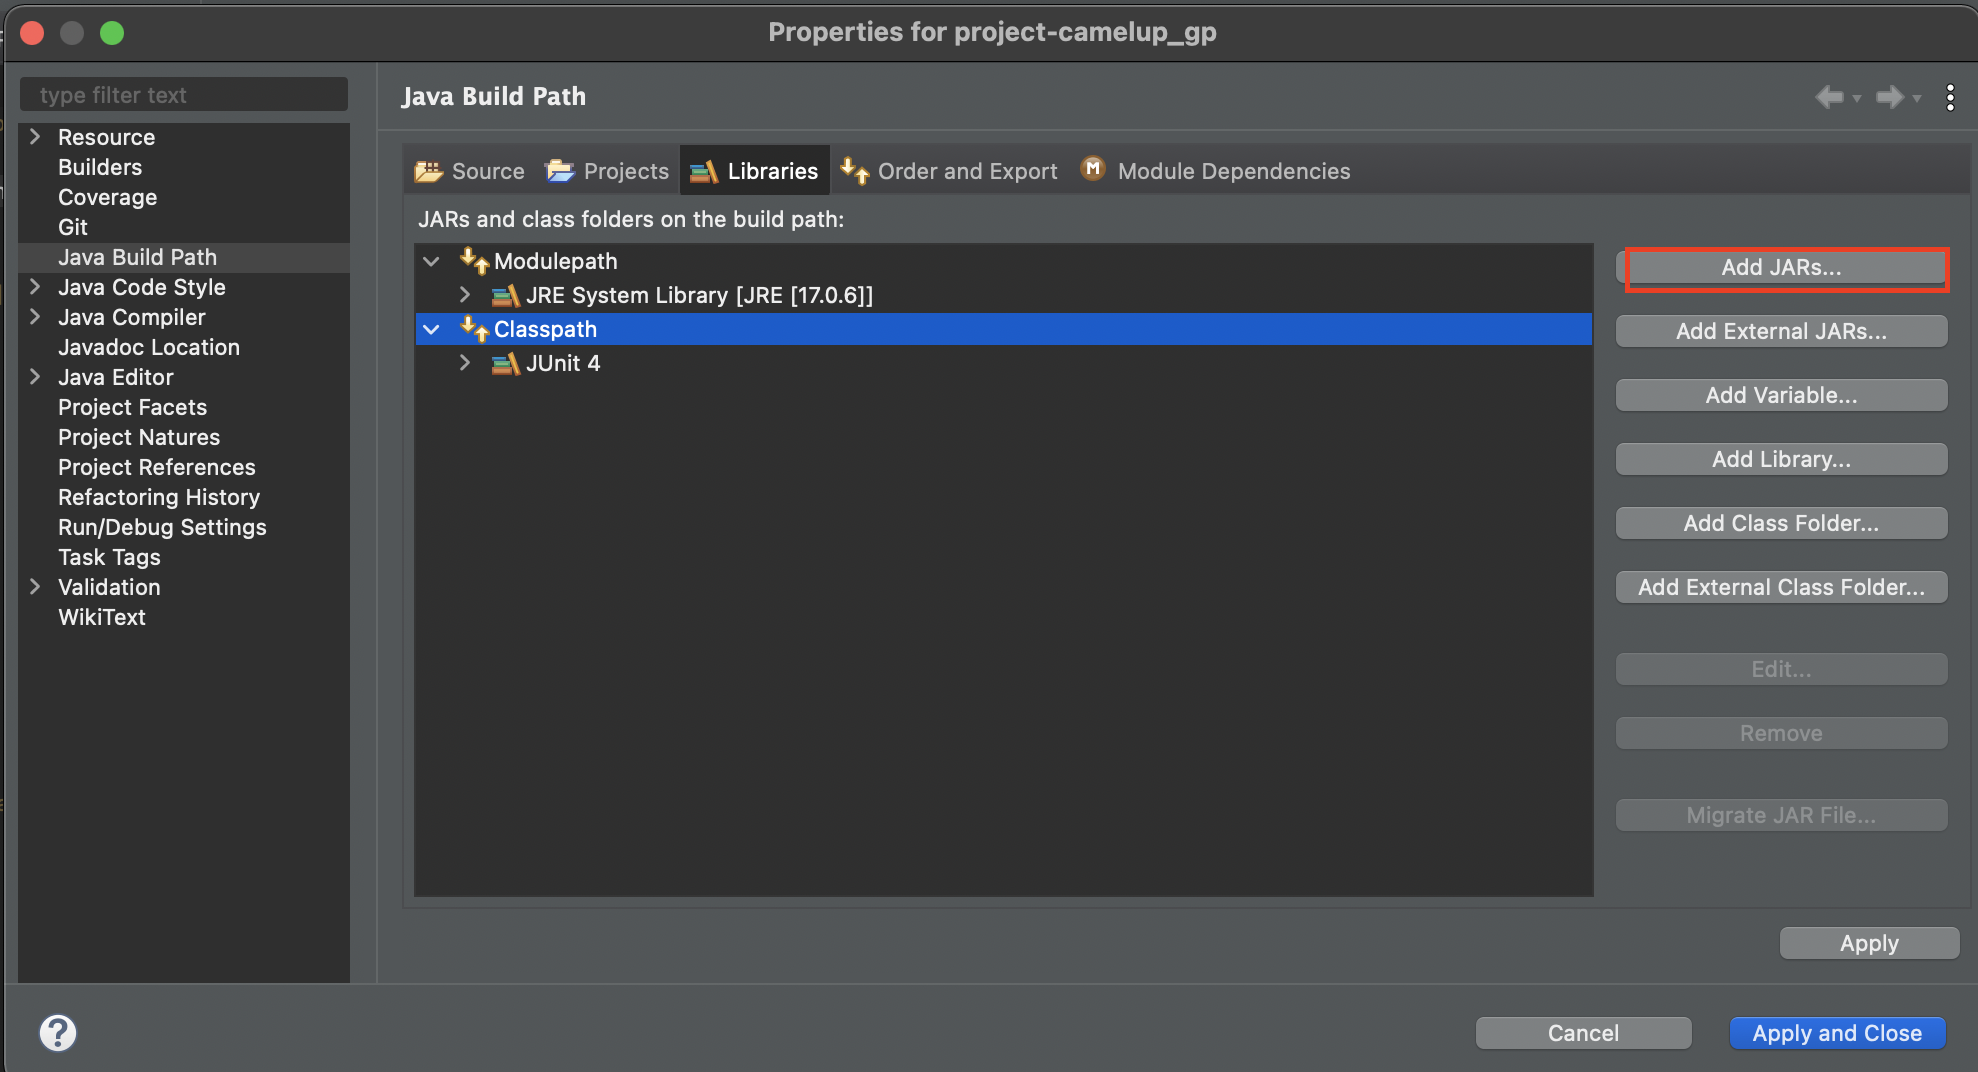 Properties for project-camelup_gp
type filter text
Resource
Builders
Coverage
Git
Java Build Path
Java Code Style
Java Compiler
Javadoc Location
Java Editor
Project Facets
Project Natures
Project References
Refactoring History
Run/Debug Settings
Task Tags
Validation
WikiText
Java Build Path
Source Projects Libraries Order and Export M Module Dependencies
JARs and class folders on the build path:
Modulepath
JRE System Library [JRE [17.0.6]]
Classpath
JUnit 4
Add JARs...
Add External JARs...
Add Variable...
Add Library...
Add Class Folder...
Add External Class Folder...
Edit...
Remove
Migrate JAR File...
Apply
?
Cancel
Apply and Close